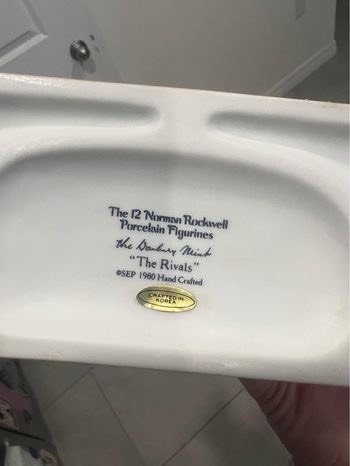 The 12 Norman Rockwell
Porcelain Figurines
The Danbury Mint
"The Rivals"
©SEP 1980 Hand Crafted
CRAFTED IN
KOREA